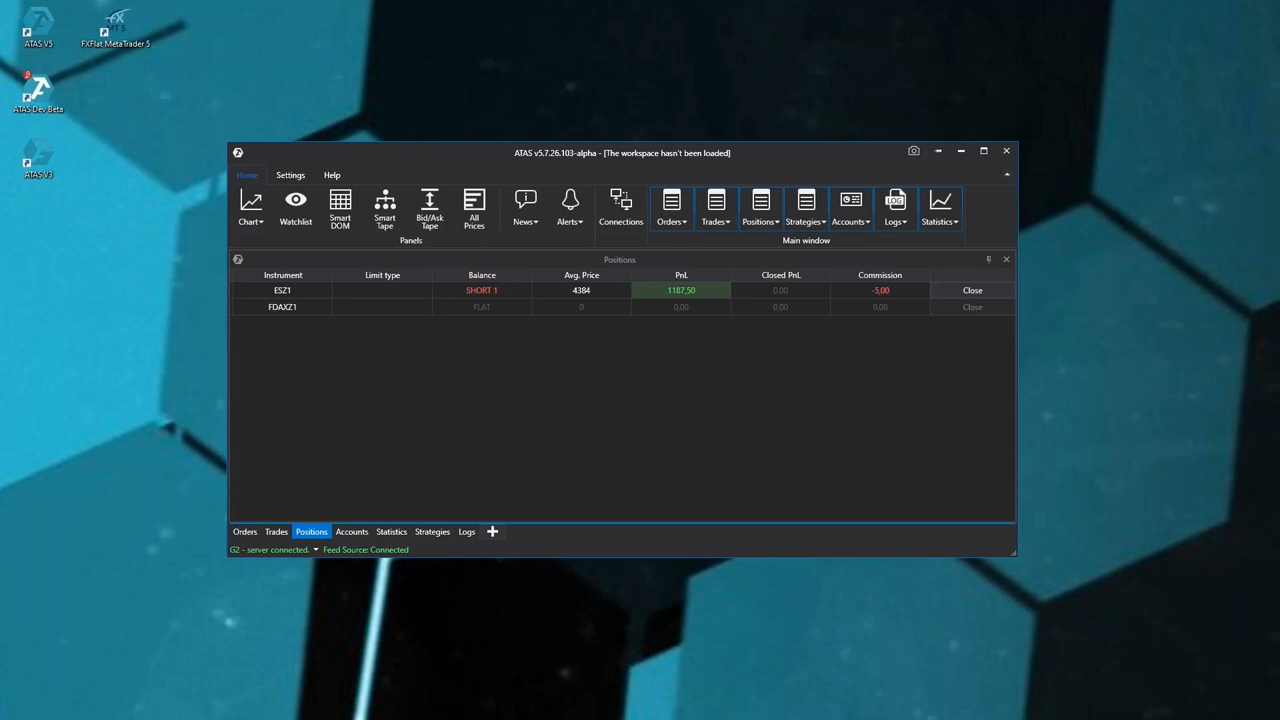 ATAS V5
FXFlat MetaTrader 5
ATAS Dev Beta
ATAS V3
ATAS v5.7.26.103-alpha - [The workspace hasn't been loaded]
Home Settings Help
Chart Watchlist Smart DOM Smart Tape Bid/Ask Tape All Prices News Alerts Connections Orders Trades Positions Strategies Accounts Logs Statistics
LOG
Panels Main window
Positions
Instrument Limit type Balance Avg. Price PnL Closed PnL Commission
ESZ1 SHORT 1 4384 1187,50 0,00 -5,00 Close
FDAXZ1 FLAT 0 0,00 0,00 0,00 Close
Orders Trades Positions Accounts Statistics Strategies Logs
G2 - server connected. Feed Source: Connected